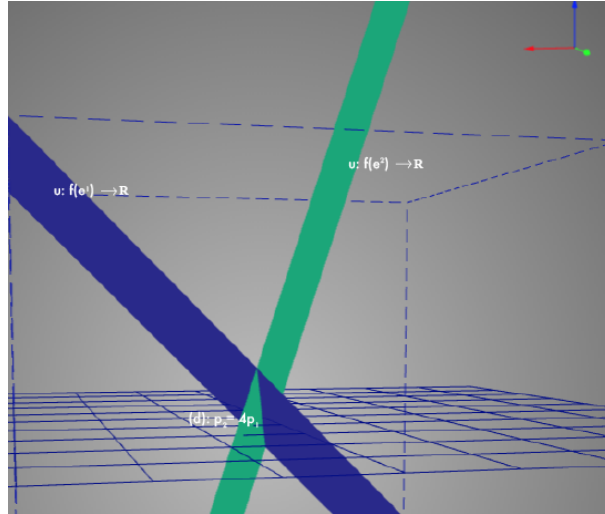 u: f(e²) →R
u: f(e¹) →R
(d): p₂= 4p₁